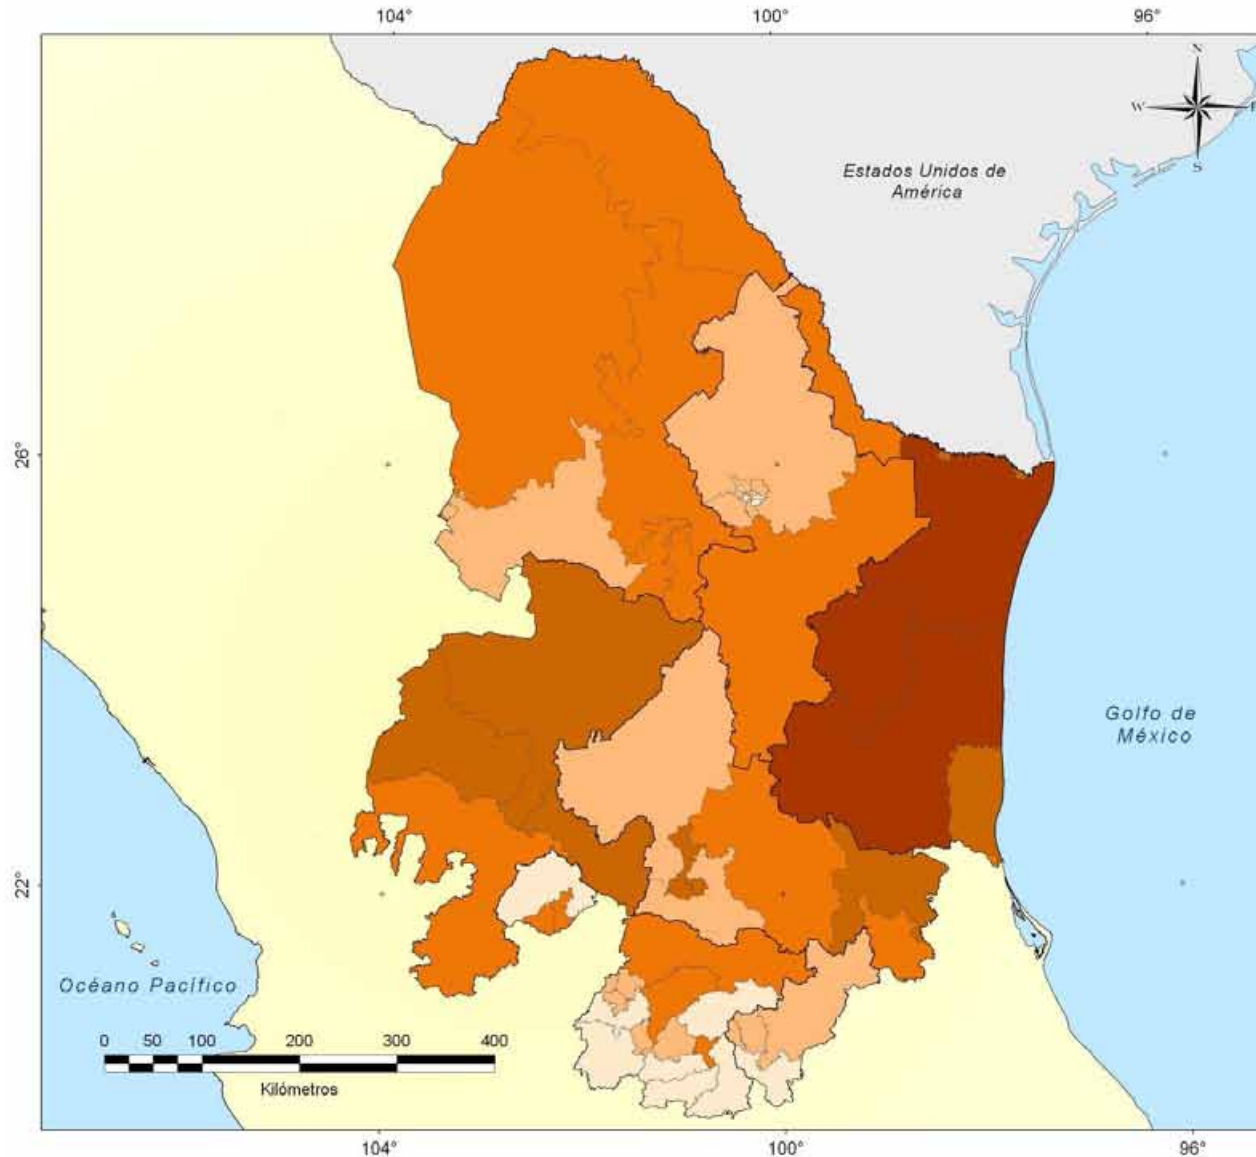 104° 100° 96°
N
W E
S
Estados Unidos de
América
26°
Golfo de
México
22°
Océano Pacífico
0 50 100 200 300 400
Kilómetros
104° 100° 96°